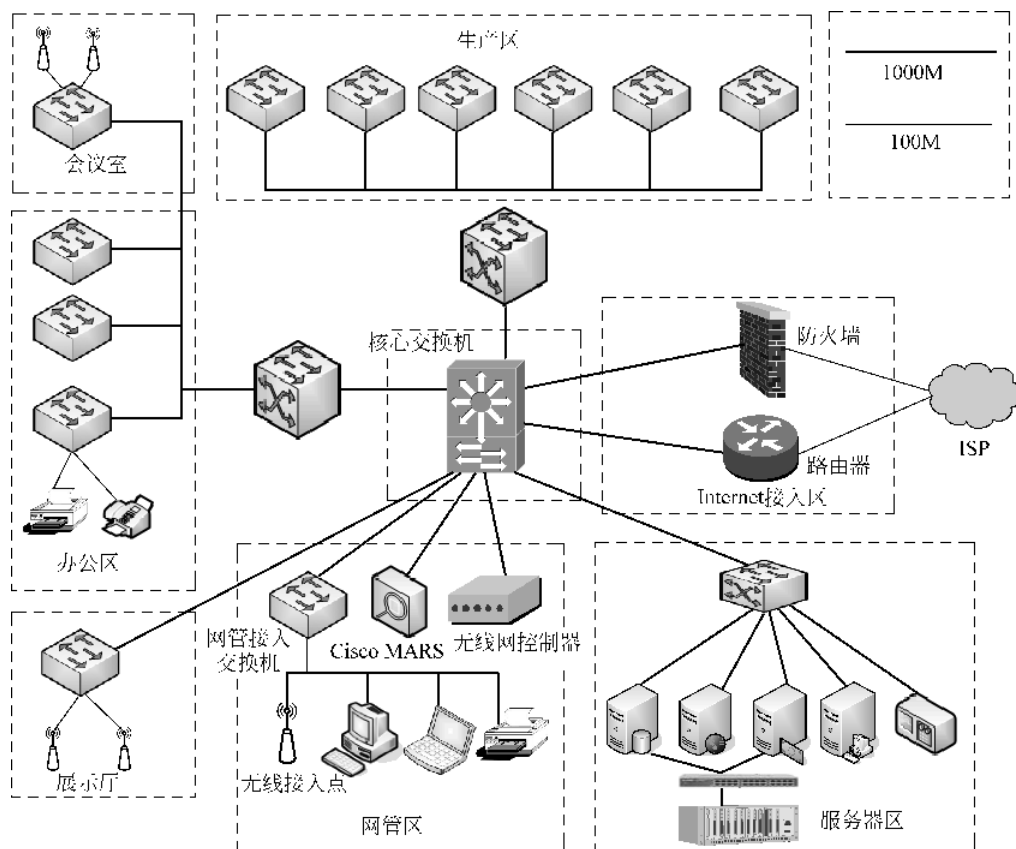 生产区
1000M
100M
会议室
核心交换机
防火墙
ISP
路由器
Internet接入区
办公区
网管接入
交换机
Cisco MARS
无线网控制器
展示厅
无线接入点
网管区
服务器区